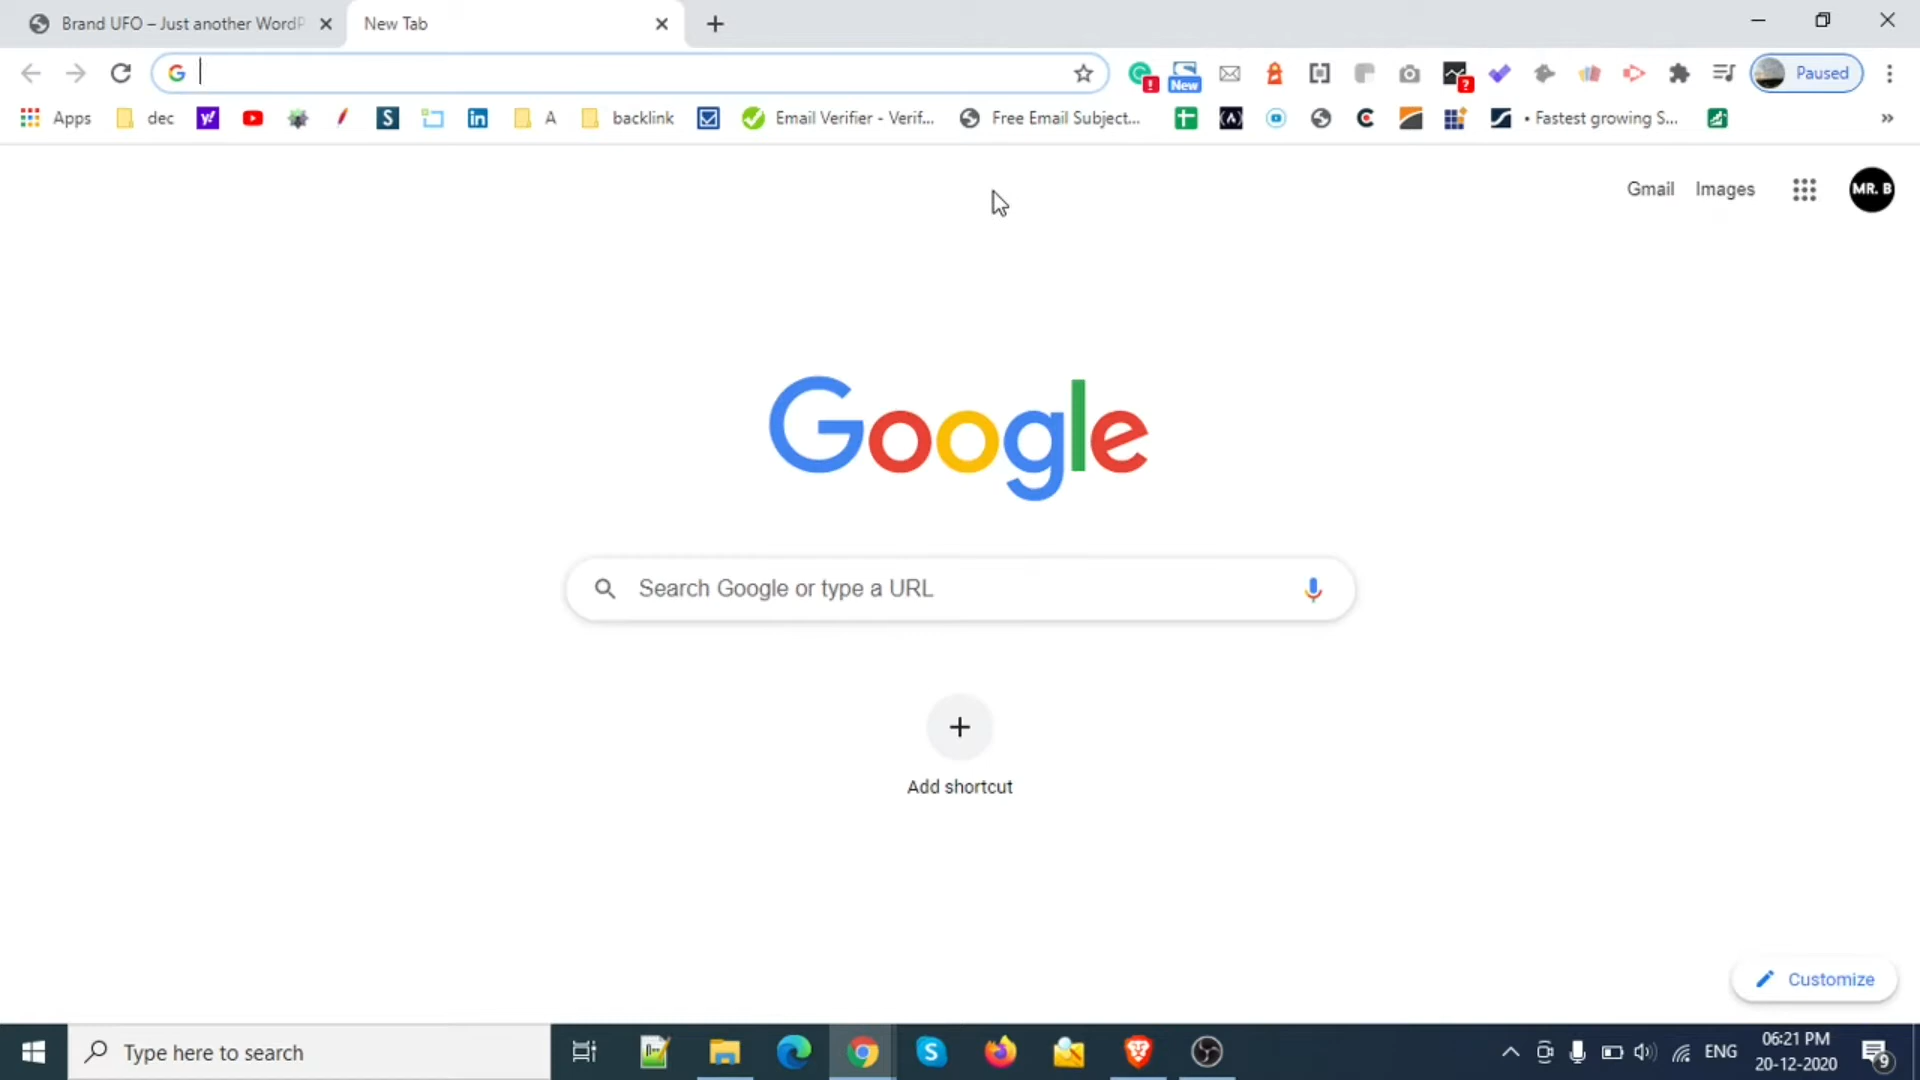 Brand UFO – Just another WordP
New Tab
Paused
New
Apps
dec
A
backlink
Email Verifier - Verif...
Free Email Subject...
• Fastest growing S...
Gmail
Images
MR. B
Google
Search Google or type a URL
Add shortcut
Customize
Type here to search
ENG
06:21 PM
20-12-2020
9